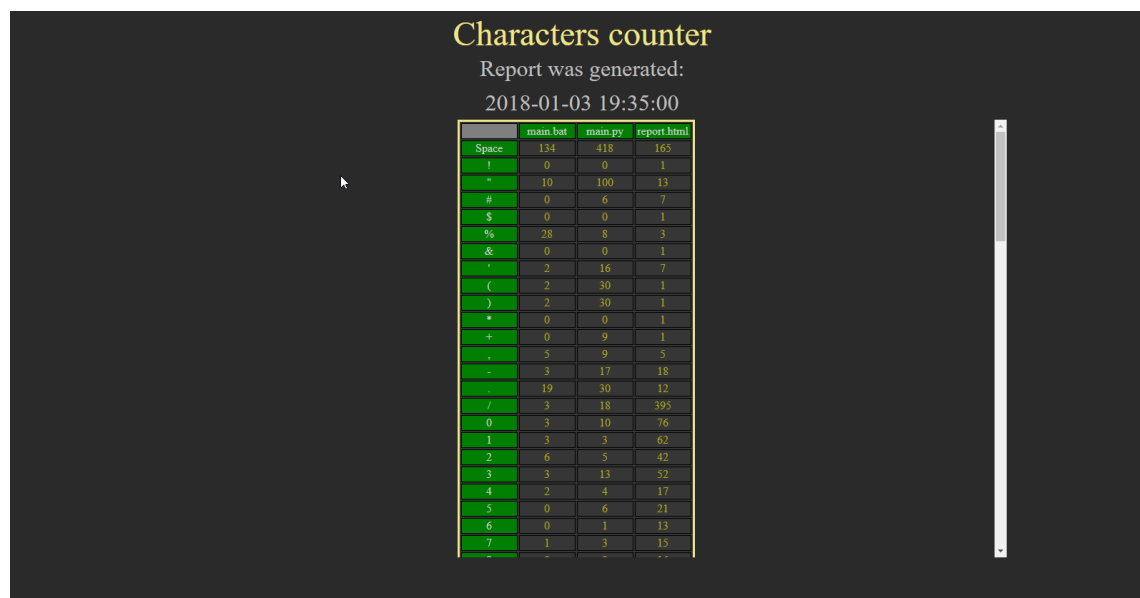 Characters counter
Report was generated:
2018-01-03 19:35:00
main.bat main.py report.html
Space 134 418 165
! 0 0 1
" 10 100 13
# 0 6 7
$ 0 0 1
% 28 8 3
& 0 0 1
' 2 16 7
( 2 30 1
) 2 30 1
* 0 0 1
+ 0 9 1
, 5 9 5
- 3 17 18
. 19 30 12
/ 3 18 395
0 3 10 76
1 3 3 62
2 6 5 42
3 3 13 52
4 2 4 17
5 0 6 21
6 0 1 13
7 1 3 15